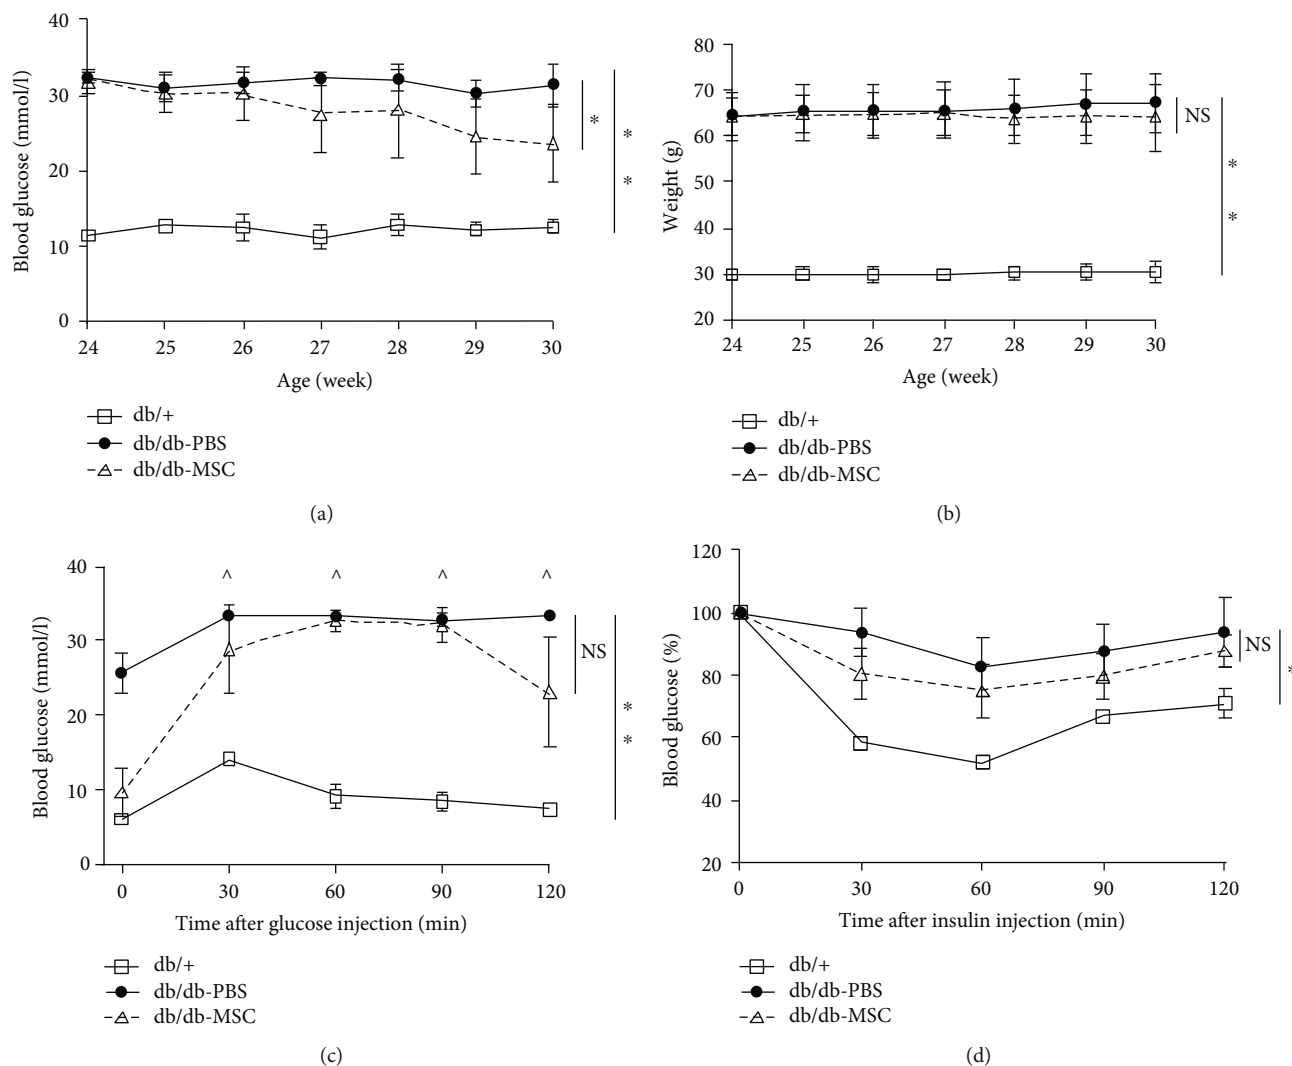 40
30
20
10
0
Blood glucose (mmol/l)
*
*
*
24 25 26 27 28 29 30
Age (week)
db/+
db/db-PBS
db/db-MSC
(a)
80
70
60
50
40
30
20
Weight (g)
NS
*
*
24 25 26 27 28 29 30
Age (week)
db/+
db/db-PBS
db/db-MSC
(b)
40
30
20
10
0
Blood glucose (mmol/l)
^ ^ ^ ^
NS
*
*
0 30 60 90 120
Time after glucose injection (min)
db/+
db/db-PBS
db/db-MSC
(c)
120
100
80
60
40
20
Blood glucose (%)
NS
*
0 30 60 90 120
Time after insulin injection (min)
db/+
db/db-PBS
db/db-MSC
(d)